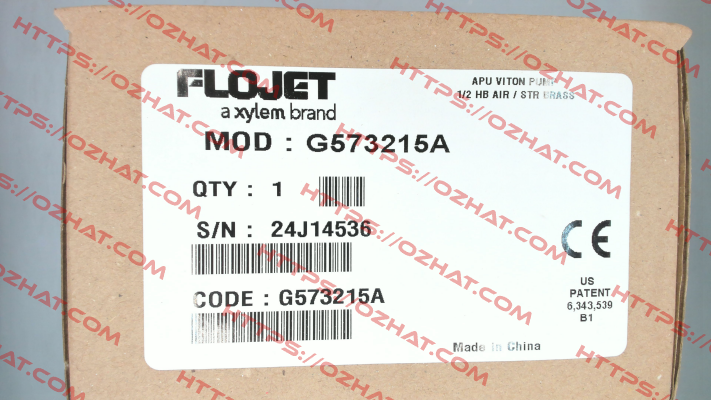 FLOJET
a xylem brand
APU VITON PUMP
1/2 HB AIR / STR BRASS
MOD : G573215A
QTY : 1
S/N : 24J14536
CODE : G573215A
CE
US
PATENT
6,343,539
B1
Made in China
HTTPS://OZHAT.COM